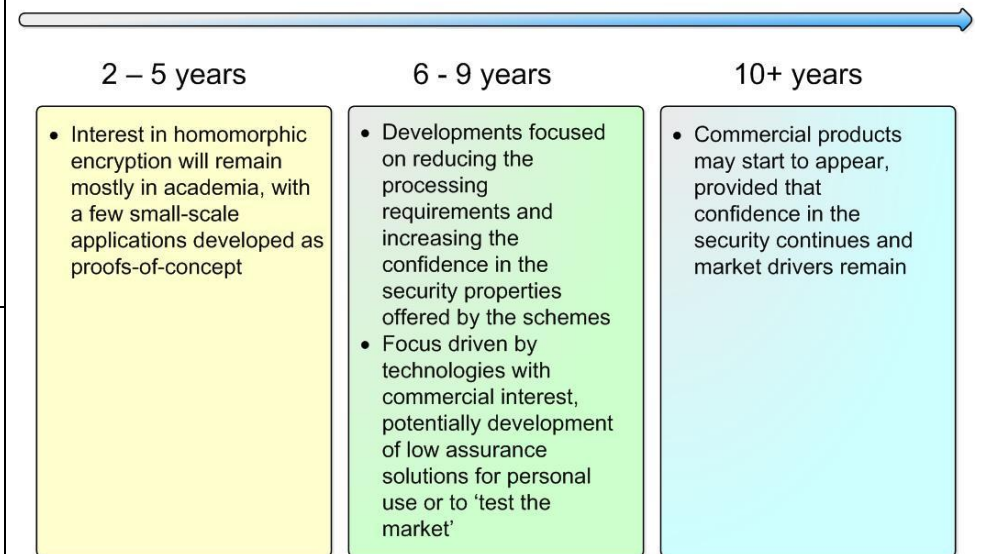 2 – 5 years
6 - 9 years
10+ years
• Interest in homomorphic
encryption will remain
mostly in academia, with
a few small-scale
applications developed as
proofs-of-concept
• Developments focused
on reducing the
processing
requirements and
increasing the
confidence in the
security properties
offered by the schemes
• Focus driven by
technologies with
commercial interest,
potentially development
of low assurance
solutions for personal
use or to ‘test the
market’
• Commercial products
may start to appear,
provided that
confidence in the
security continues and
market drivers remain